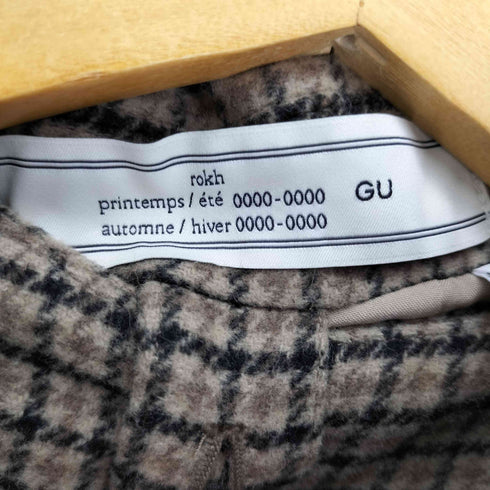 rokh
printemps / été 0000-0000 GU
automne / hiver 0000-0000